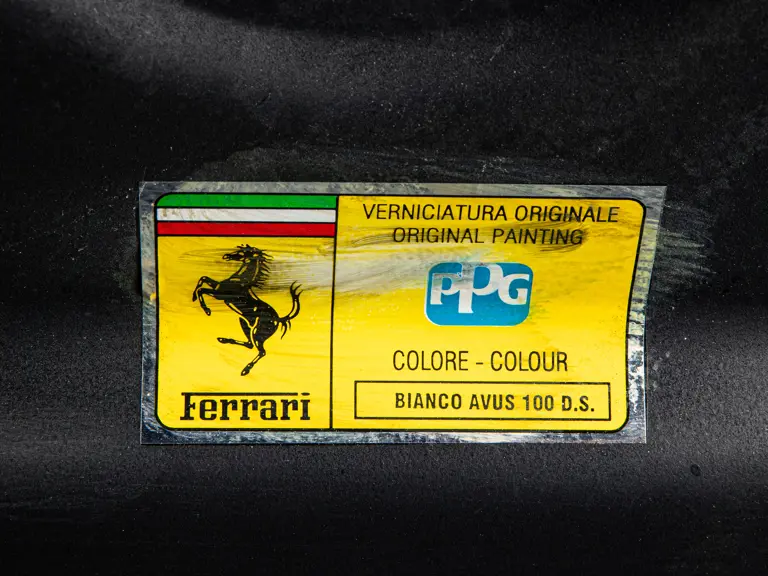 Ferrari
VERNICIATURA ORIGINALE
ORIGINAL PAINTING
PPG
COLORE - COLOUR
BIANCO AVUS 100 D.S.